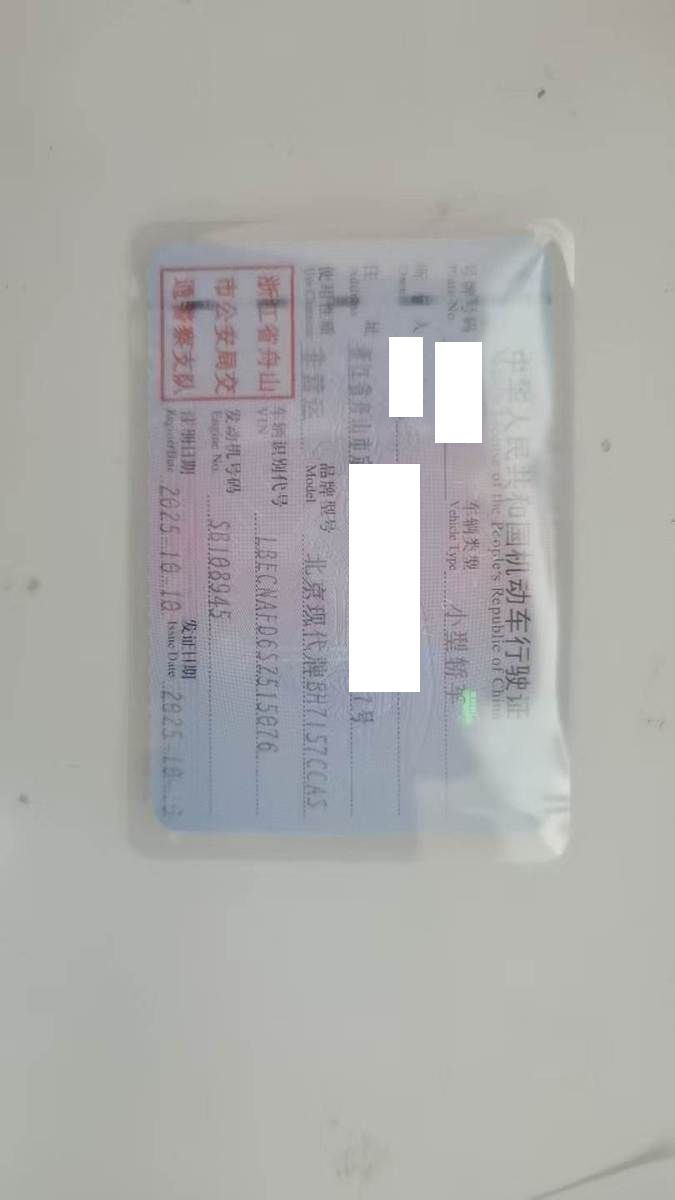 中华人民共和国机动车行驶证
of the People's Republic of China
号牌号码 车辆类型 小型轿车
Plate No. Vehicle Type
所 人
住 址 浙江省舟山市 7号
Address
使用性质 非营运 品牌型号 北京现代牌BH7157CCAS
Use Character Model
浙江省舟山
市公安局交
通警察支队
车辆识别代号 LBECNAFD6SZ515076
VIN
发动机号码 SB108945
Engine No.
注册日期 2025-10-10 发证日期 2025-10-
Register Date Issue Date